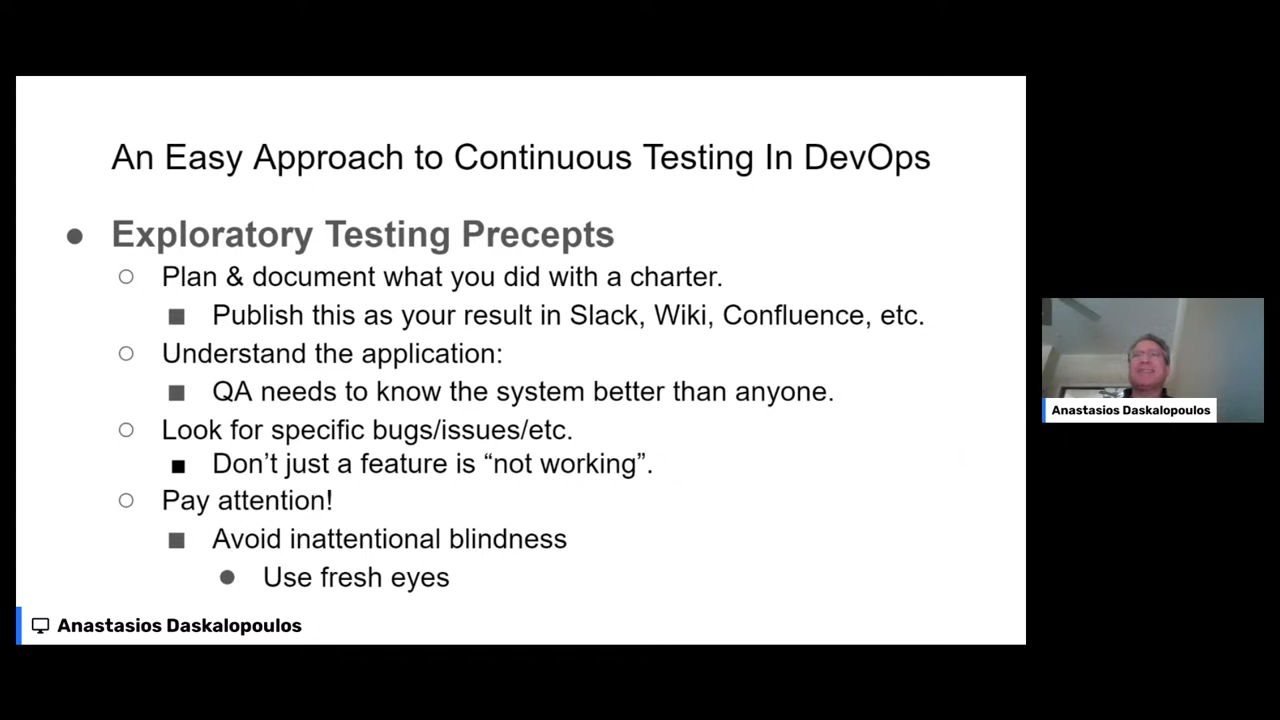 An Easy Approach to Continuous Testing In DevOps
Exploratory Testing Precepts
Plan & document what you did with a charter.
Publish this as your result in Slack, Wiki, Confluence, etc.
Understand the application:
QA needs to know the system better than anyone.
Look for specific bugs/issues/etc.
Don’t just a feature is “not working”.
Pay attention!
Avoid inattentional blindness
Use fresh eyes
Anastasios Daskalopoulos
Anastasios Daskalopoulos